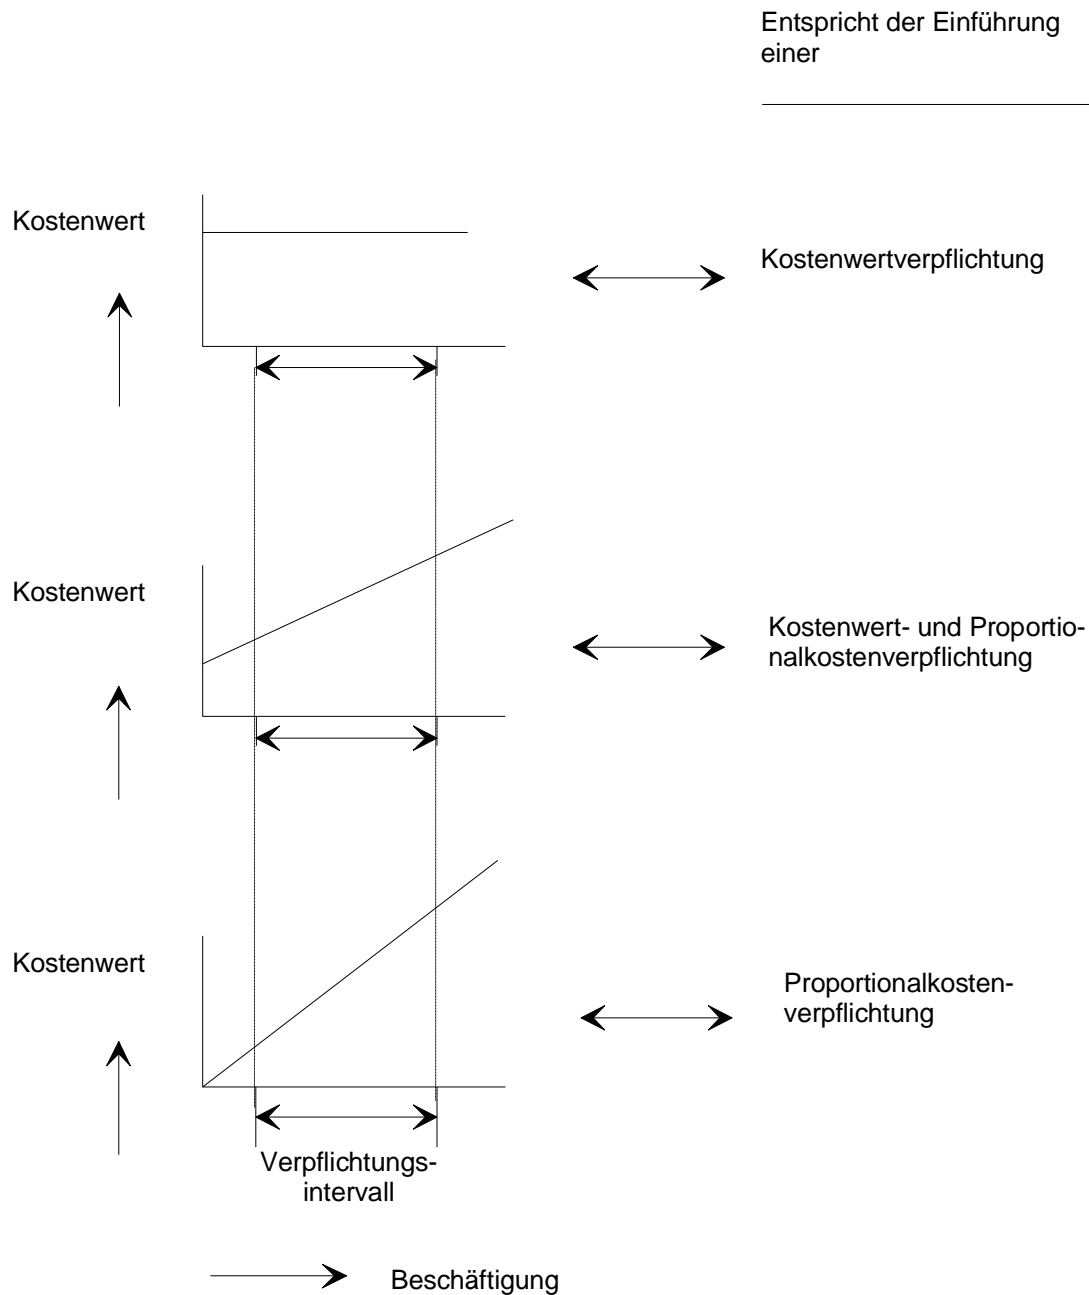 Entspricht der Einführung
einer
Kostenwert
Kostenwertverpflichtung
Kostenwert
Kostenwert- und Proportio-
nalkostenverpflichtung
Kostenwert
Proportionalkosten-
verpflichtung
Verpflichtungs-
intervall
Beschäftigung